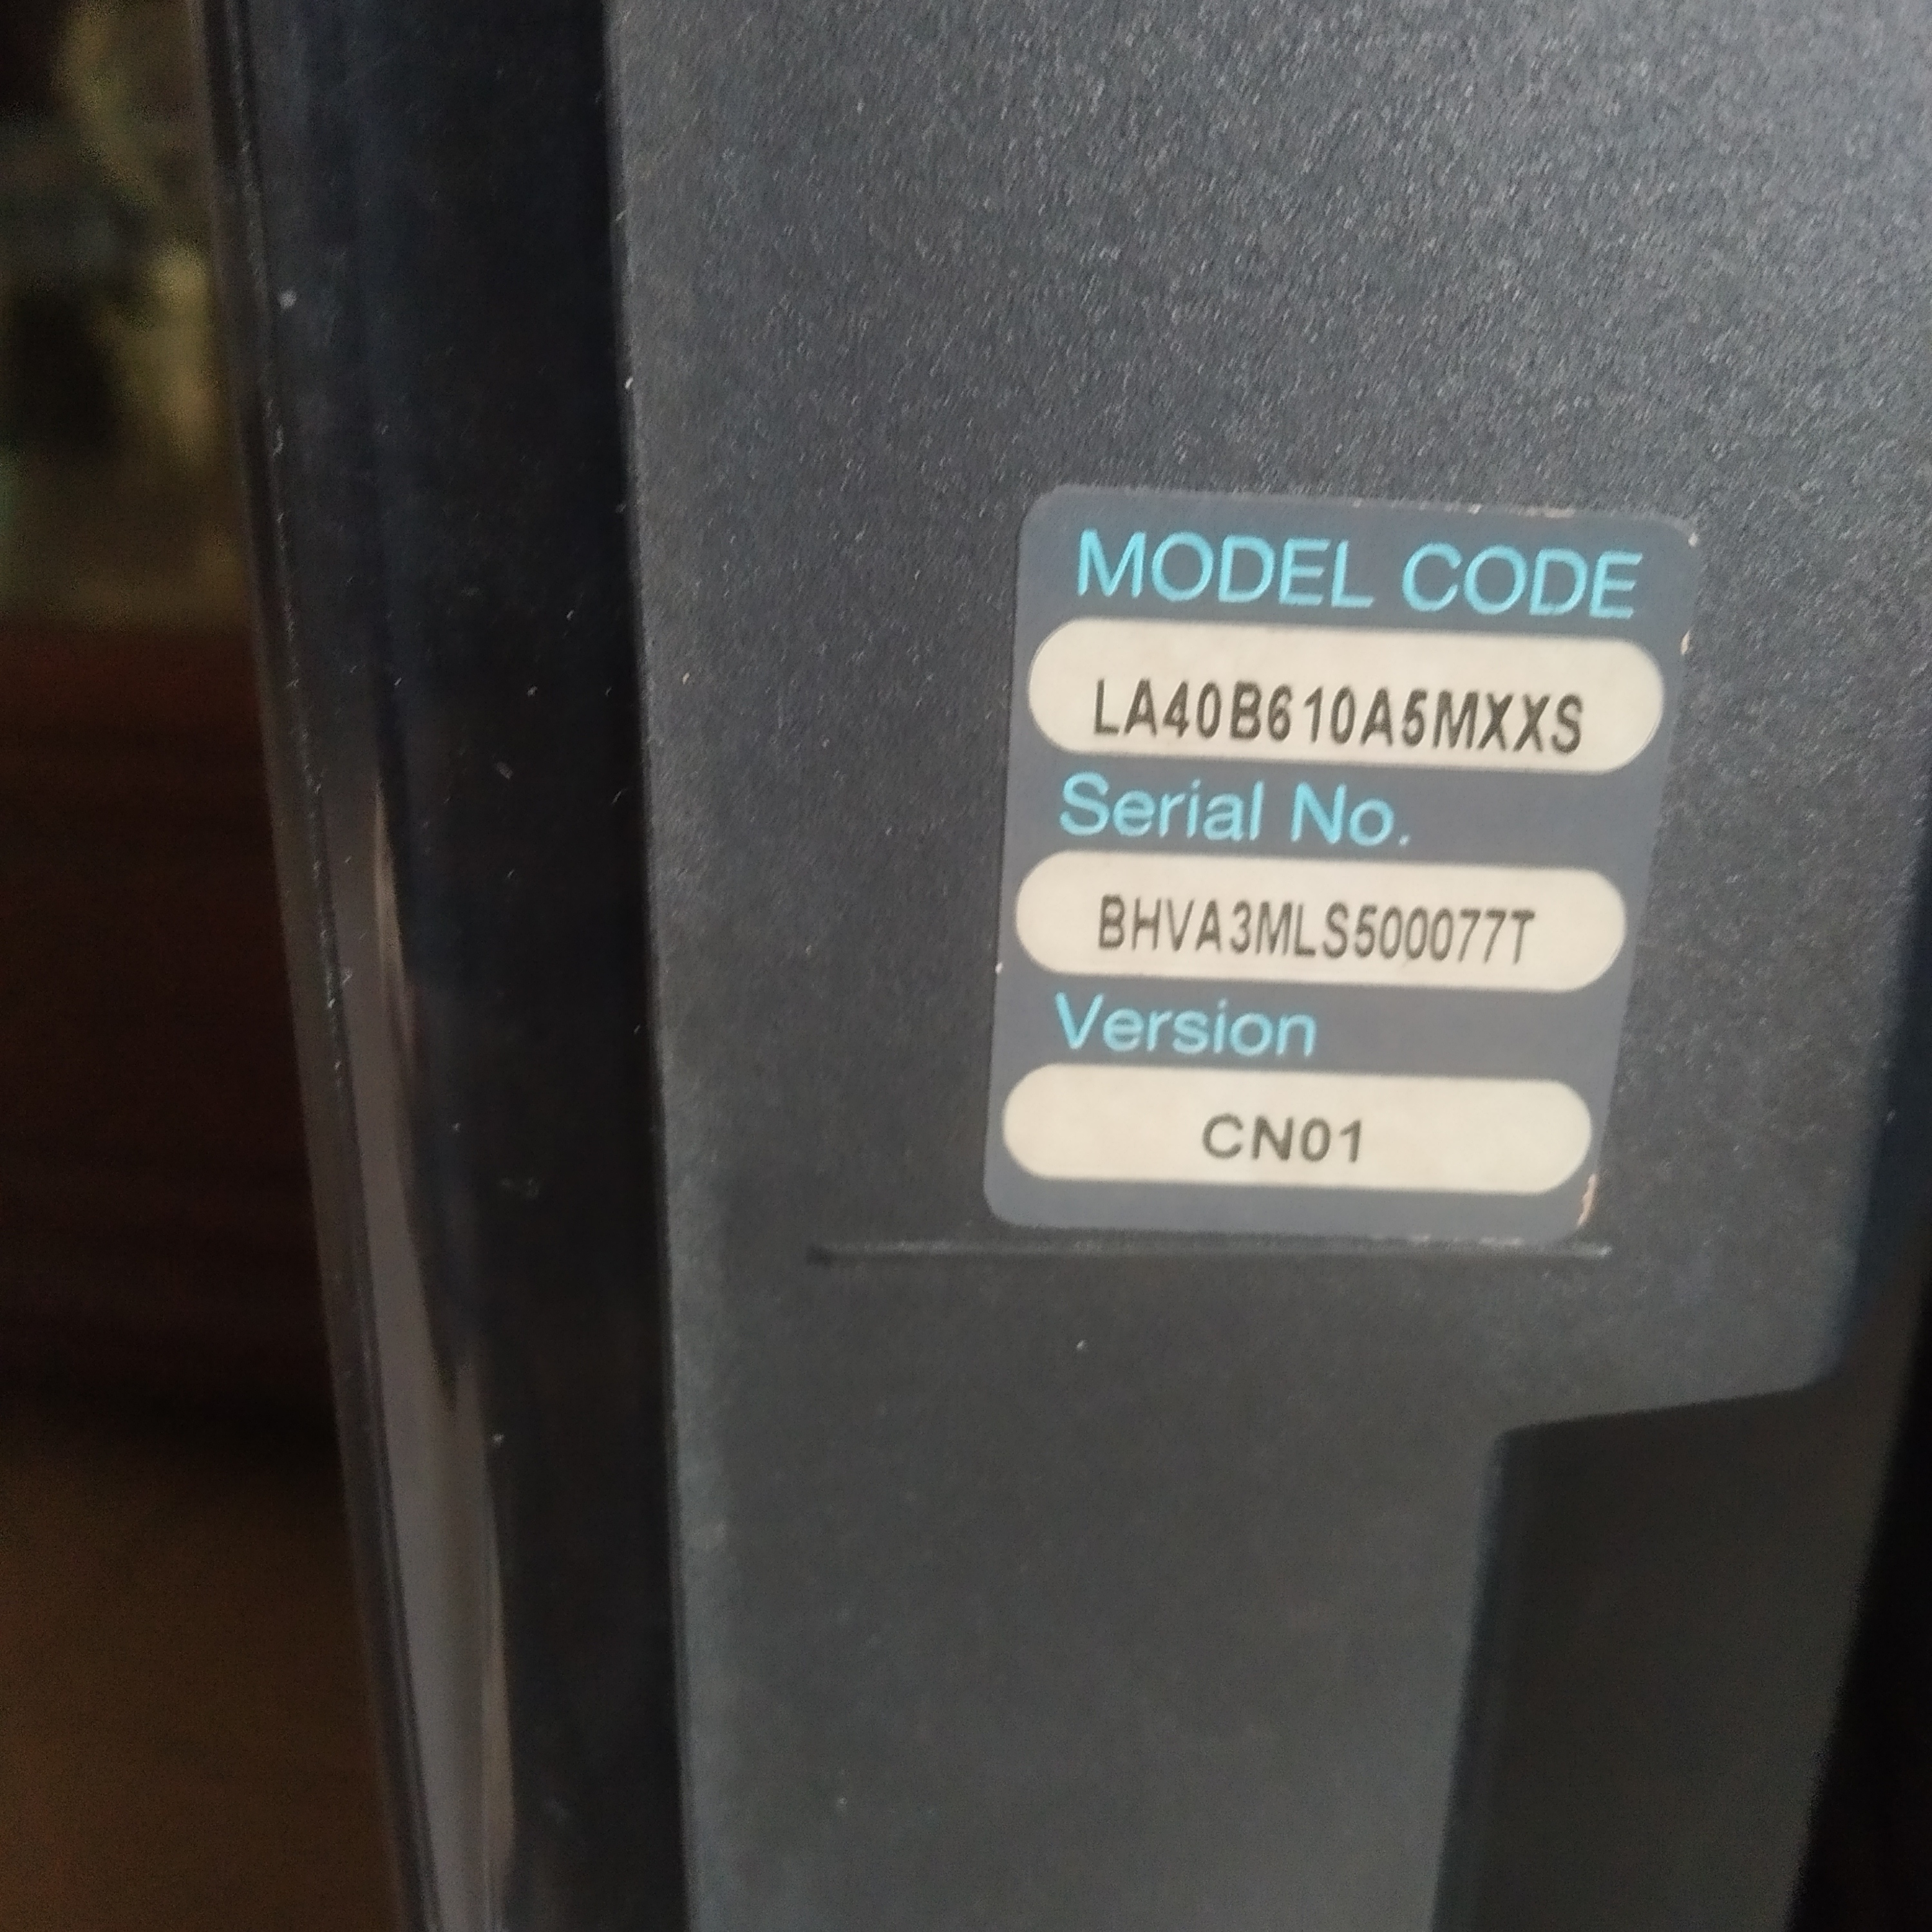 MODEL CODE
LA40B610A5MXXS
Serial No.
BHVA3MLS500077T
Version
CN01